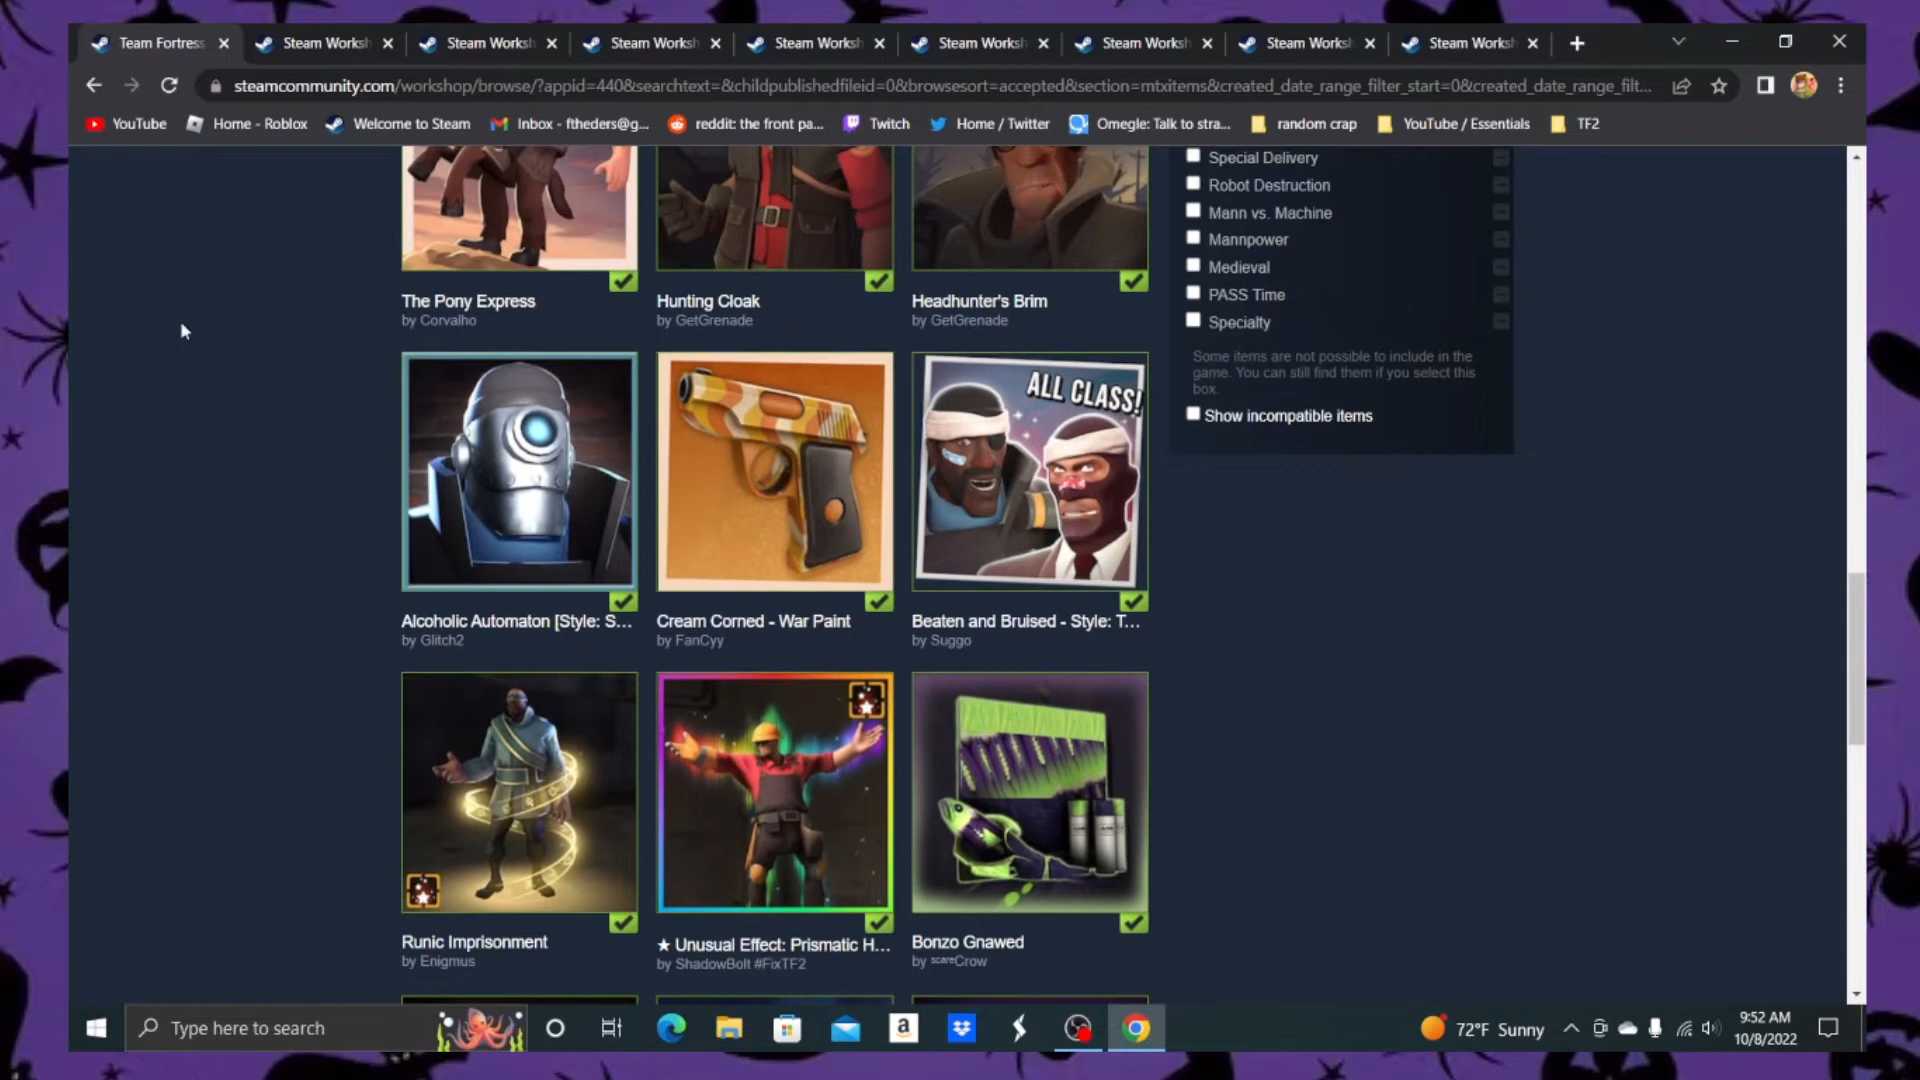 Team Fortress
Steam Worksh
Steam Worksh
Steam Worksh
Steam Worksh
Steam Worksh
Steam Worksh
Steam Worksh
Steam Worksh
steamcommunity.com/workshop/browse/?appid=440&searchtext=&childpublishedfileid=0&browsesort=accepted&section=mtxitems&created_date_range_filter_start=0&created_date_range_filt...
YouTube
Home - Roblox
Welcome to Steam
Inbox - ftheders@g...
reddit: the front pa...
Twitch
Home / Twitter
Omegle: Talk to stra...
random crap
YouTube / Essentials
TF2
The Pony Express
by Corvalho
Hunting Cloak
by GetGrenade
Headhunter's Brim
by GetGrenade
Special Delivery
Robot Destruction
Mann vs. Machine
Mannpower
Medieval
PASS Time
Specialty
Some items are not possible to include in the
game. You can still find them if you select this
box.
Show incompatible items
ALL CLASS!
Alcoholic Automaton [Style: S...
by Glitch2
Cream Corned - War Paint
by FanCyy
Beaten and Bruised - Style: T...
by Suggo
Runic Imprisonment
by Enigmus
★ Unusual Effect: Prismatic H...
by ShadowBolt #FixTF2
Bonzo Gnawed
by scareCrow
Type here to search
72°F Sunny
9:52 AM
10/8/2022